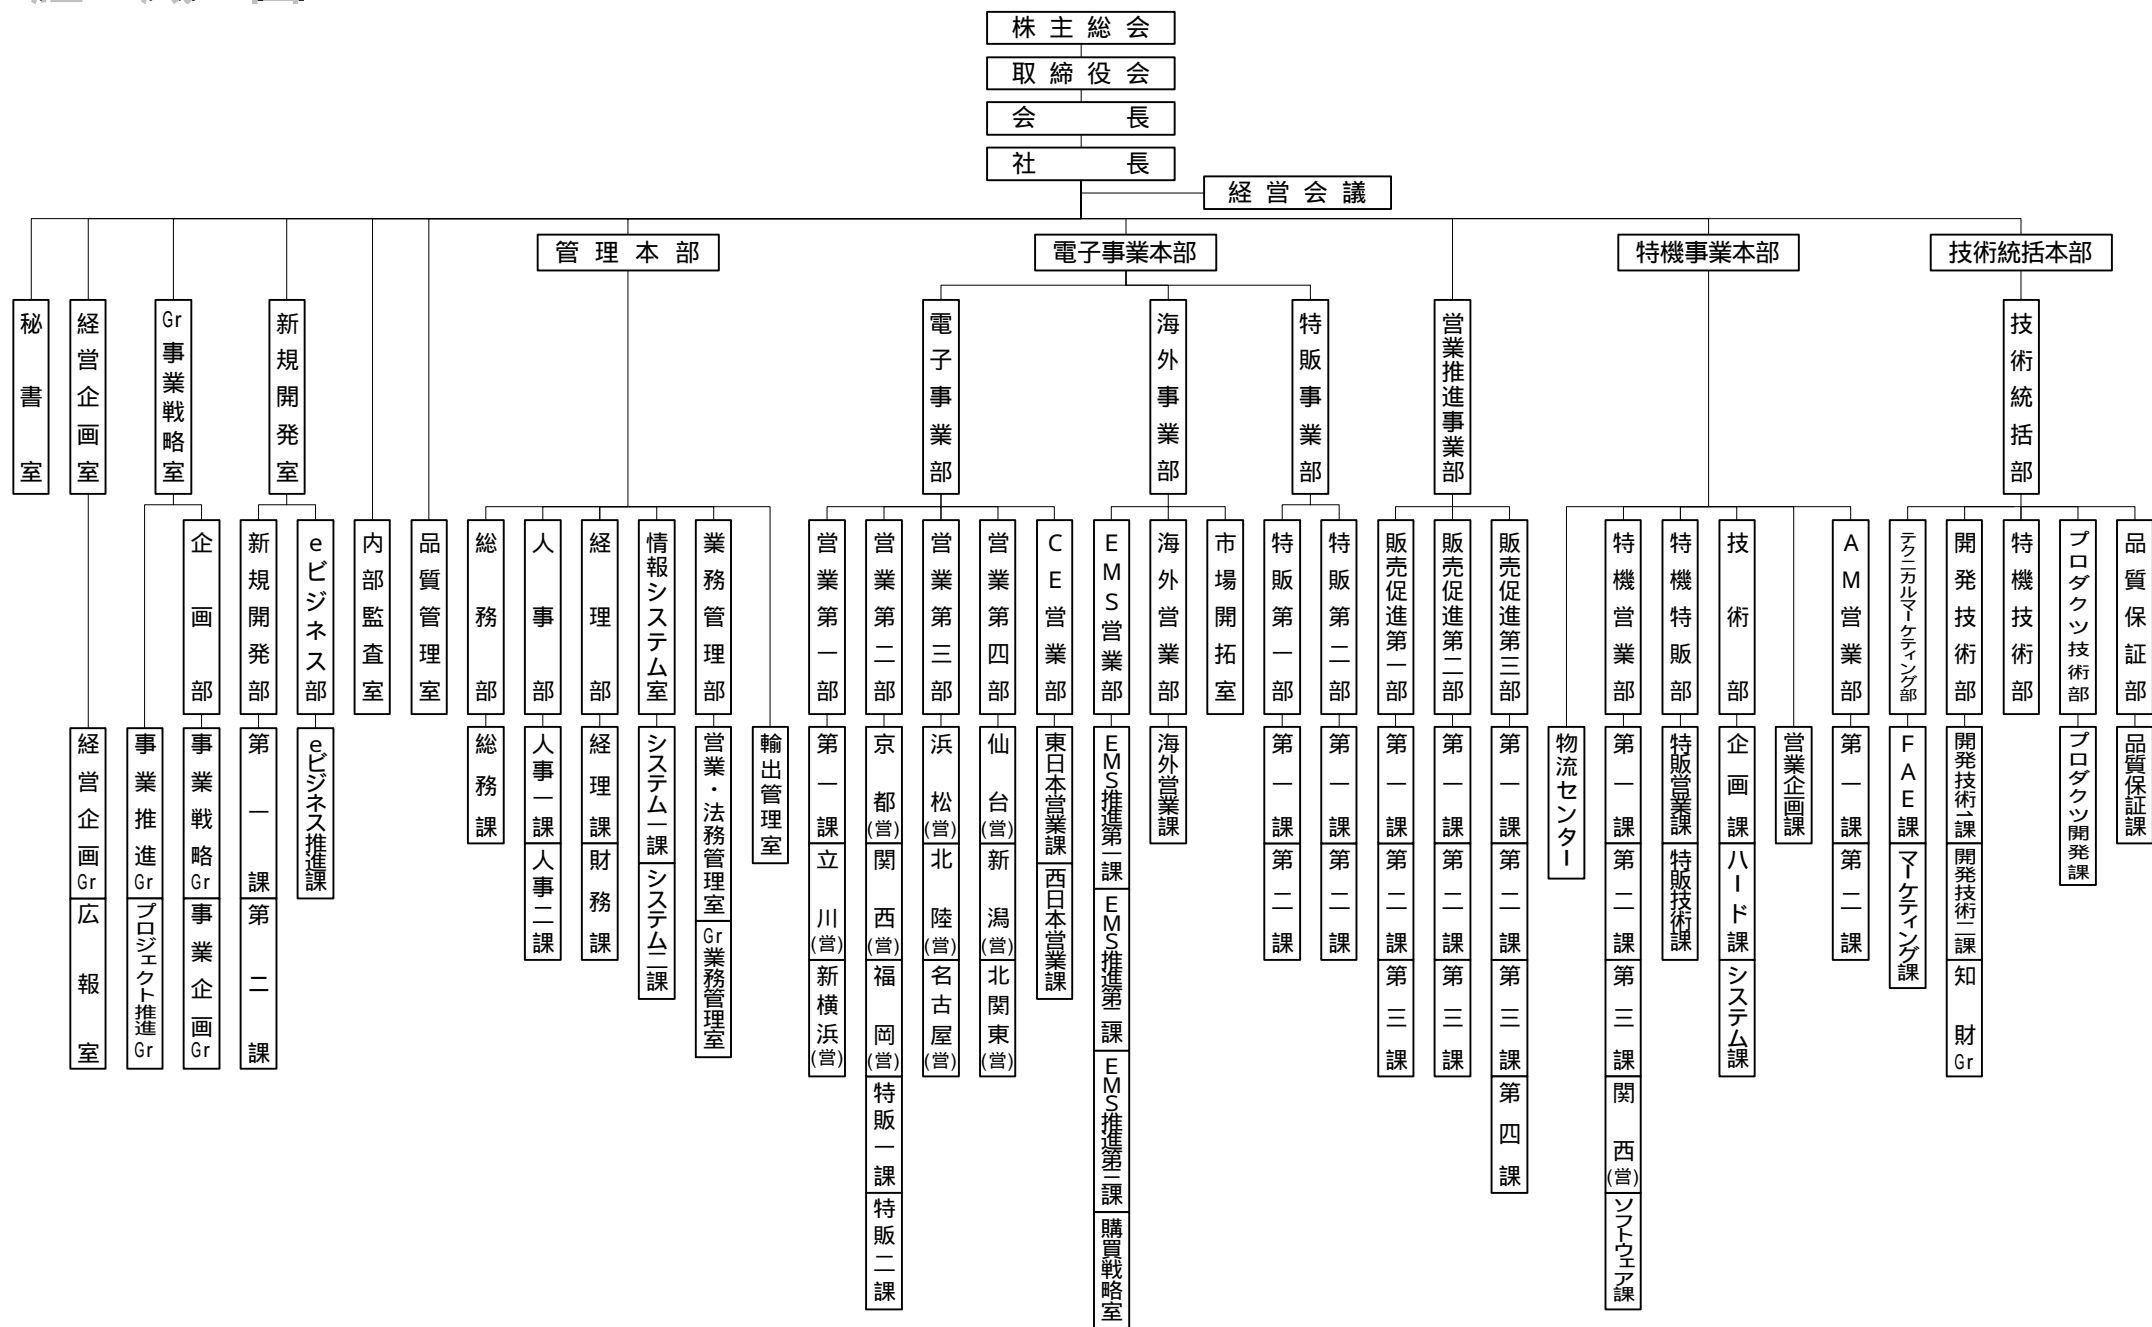 株主総会
取締役会
会長
社長
経営会議
管理本部
電子事業本部
特機事業本部
技術統括本部
秘書室
経営企画室
Gr事業戦略室
新規開発室
電子事業部
海外事業部
特販事業部
営業推進事業部
技術統括部
企画部
新規開発部
eビジネス部
内部監査室
品質管理室
総務部
人事部
経理部
情報システム室
業務管理部
営業第一部
営業第二部
営業第三部
営業第四部
CE営業部
EMS営業部
海外営業部
市場開拓室
特販第一部
特販第二部
販売促進第一部
販売促進第二部
販売促進第三部
特機営業部
特機特販部
技術部
AM営業部
テクニカルマーケティング部
開発技術部
特機技術部
プロダクツ技術部
品質保証部
経営企画Gr
広報室
事業推進Gr
プロジェクト推進Gr
事業戦略Gr
事業企画Gr
第一課
第二課
eビジネス推進課
総務課
人事一課
人事二課
経理課
財務課
システム一課
システム二課
営業・法務管理室
Gr業務管理室
輸出管理室
第一課
立川(営)
新横浜(営)
京都(営)
関西(営)
福岡(営)
特販一課
特販二課
浜松(営)
北陸(営)
名古屋(営)
仙台(営)
新潟(営)
北関東(営)
東日本営業課
西日本営業課
EMS推進第一課
EMS推進第二課
EMS推進第三課
購買戦略室
海外営業課
第一課
第二課
第一課
第二課
第一課
第二課
第三課
第一課
第二課
第三課
第一課
第二課
第三課
第四課
物流センター
第一課
第二課
第三課
関西(営)
ソフトウェア課
特販営業課
特販技術課
企画課
ハード課
システム課
営業企画課
第一課
第二課
FAE課
マーケティング課
開発技術一課
開発技術二課
知財Gr
プロダクツ開発課
品質保証課